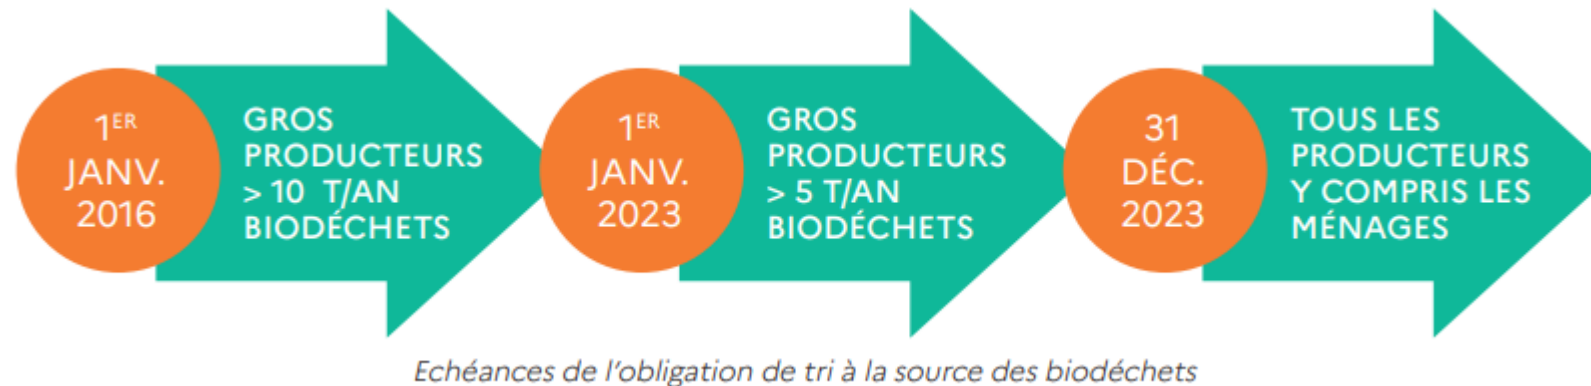 1ER
JANV.
2016
GROS
PRODUCTEURS
> 10 T/AN
BIODÉCHETS
1ER
JANV.
2023
GROS
PRODUCTEURS
> 5 T/AN
BIODÉCHETS
31
DÉC.
2023
TOUS LES
PRODUCTEURS
Y COMPRIS LES
MÉNAGES
Echéances de l'obligation de tri à la source des biodéchets